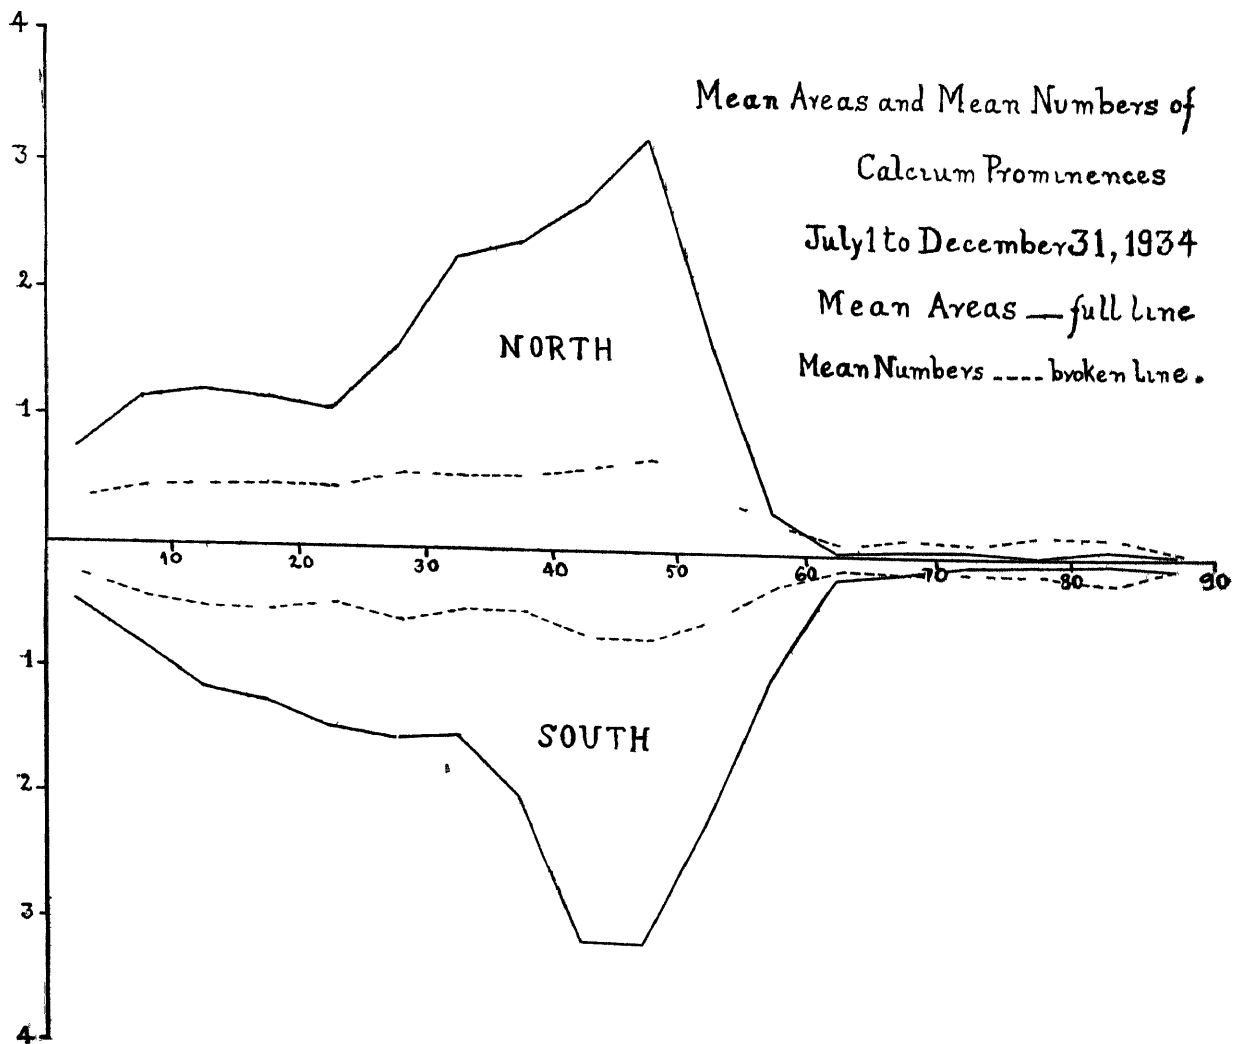 4
3
2
1
Mean Areas and Mean Numbers of
Calcium Prominences
July 1 to December 31, 1934
Mean Areas — full line
Mean Numbers ---- broken line.
NORTH
10 20 30 40 50 60 70 80 90
1
2
3
4
SOUTH